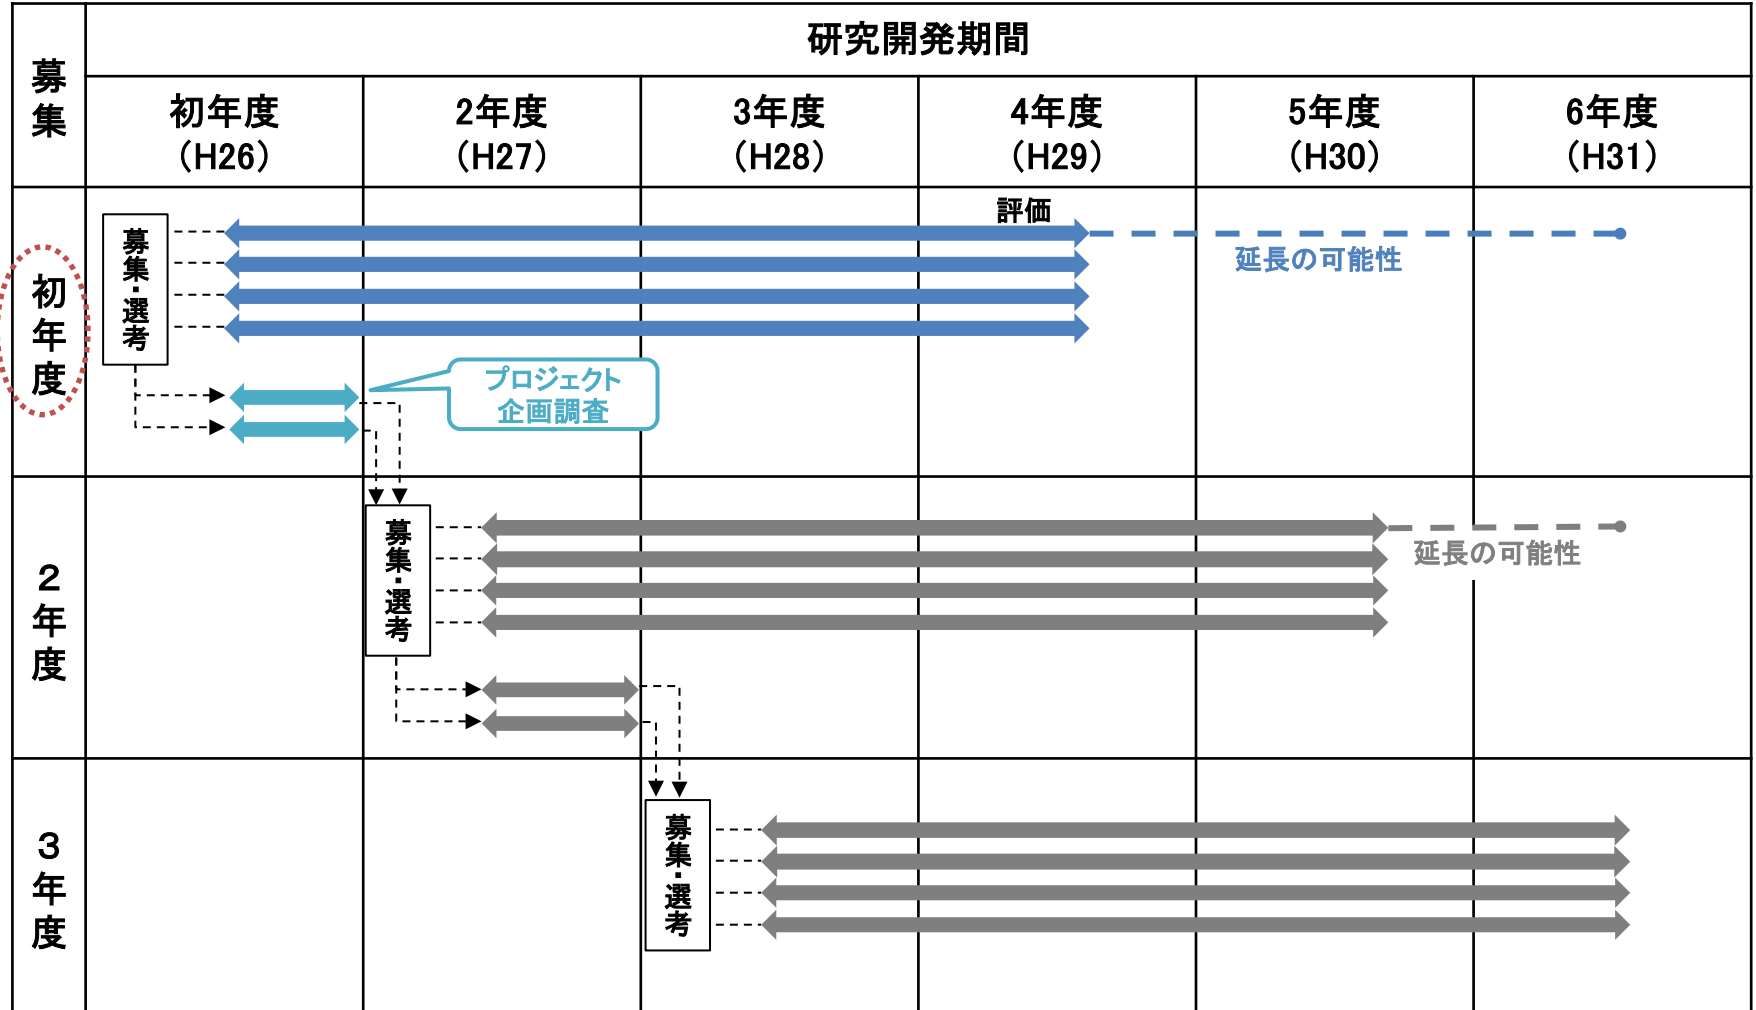 募集
研究開発期間
初年度
（H26）
2年度
（H27）
3年度
（H28）
4年度
（H29）
5年度
（H30）
6年度
（H31）
初年度
募集・選考
評価
延長の可能性
プロジェクト
企画調査
２年度
募集・選考
延長の可能性
３年度
募集・選考